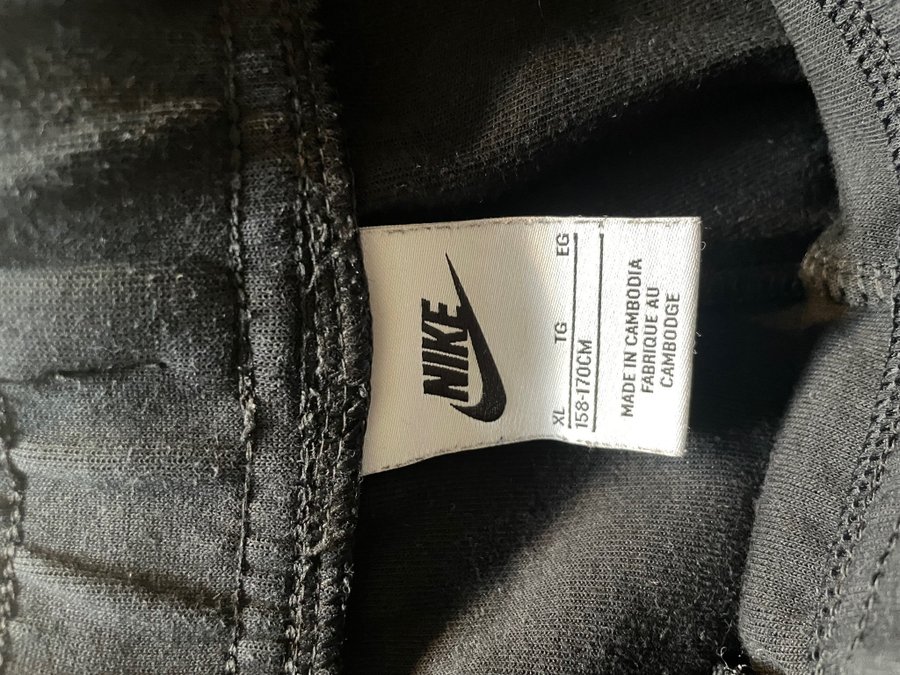 NIKE
XL TG EG
158-170CM
MADE IN CAMBODIA
FABRIQUE AU
CAMBODGE